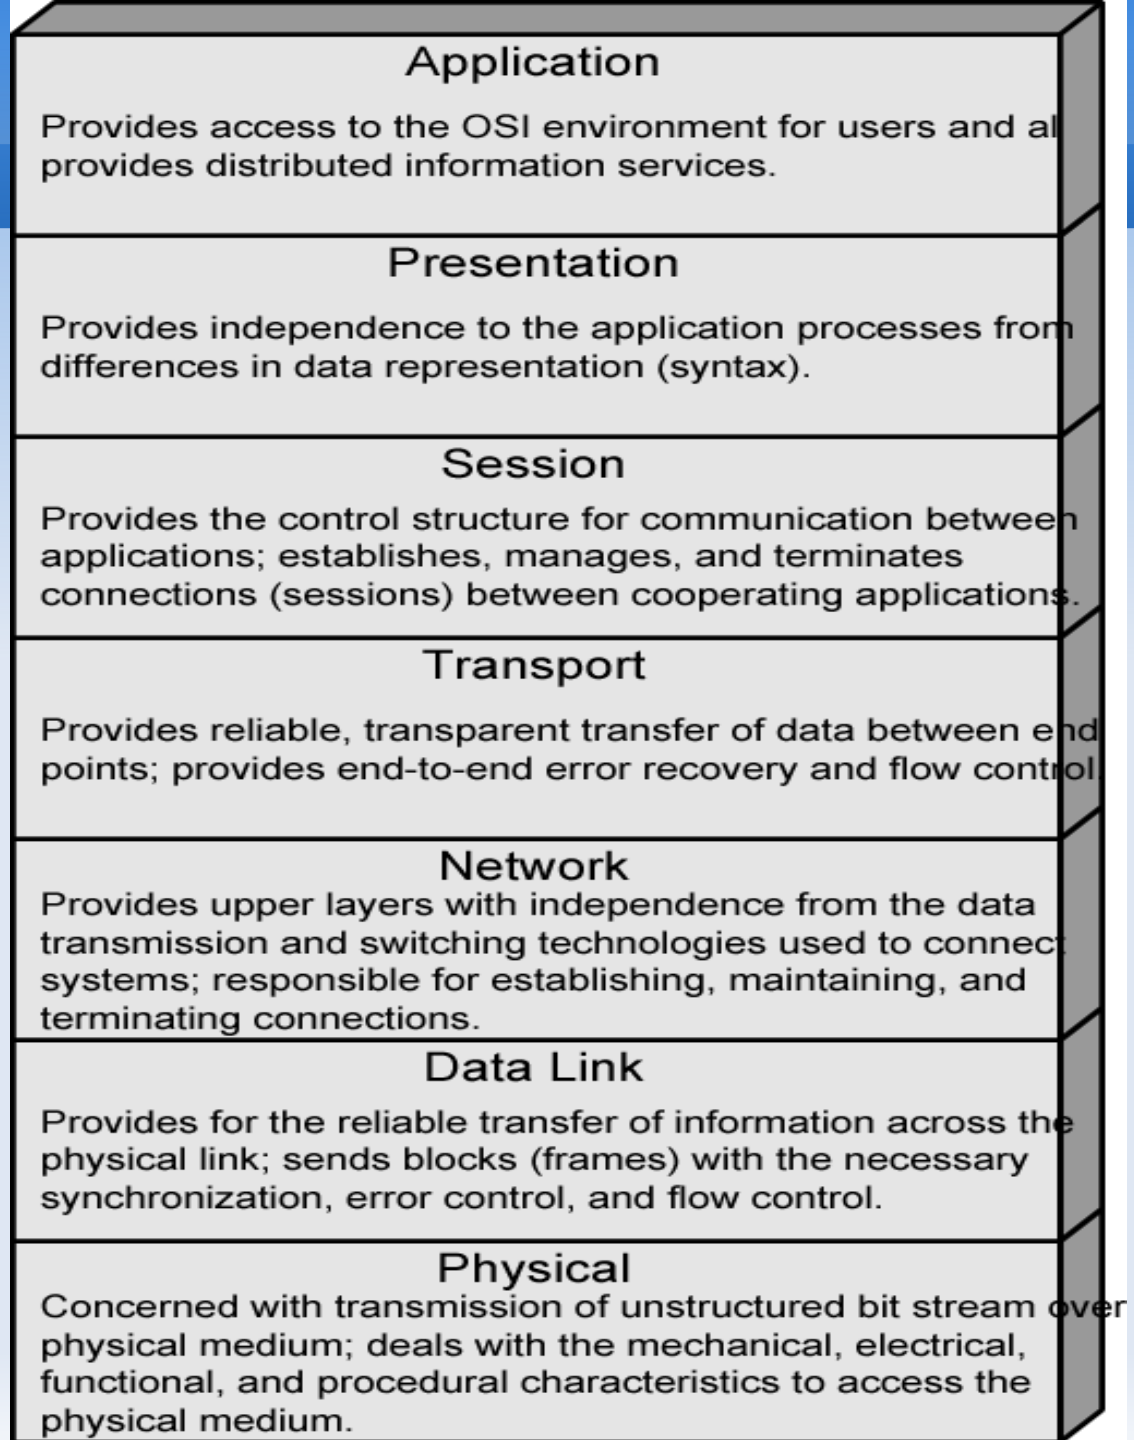 Application
Provides access to the OSI environment for users and al
provides distributed information services.
Presentation
Provides independence to the application processes from
differences in data representation (syntax).
Session
Provides the control structure for communication between
applications; establishes, manages, and terminates
connections (sessions) between cooperating applications.
Transport
Provides reliable, transparent transfer of data between end
points; provides end-to-end error recovery and flow control.
Network
Provides upper layers with independence from the data
transmission and switching technologies used to connect
systems; responsible for establishing, maintaining, and
terminating connections.
Data Link
Provides for the reliable transfer of information across the
physical link; sends blocks (frames) with the necessary
synchronization, error control, and flow control.
Physical
Concerned with transmission of unstructured bit stream over
physical medium; deals with the mechanical, electrical,
functional, and procedural characteristics to access the
physical medium.